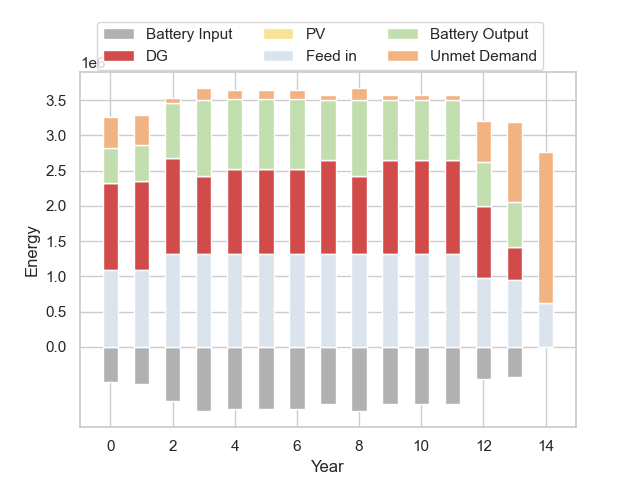 Battery Input PV Battery Output
DG Feed in Unmet Demand
1e6
3.5
3.0
2.5
2.0
1.5
1.0
0.5
0.0
Energy
0 2 4 6 8 10 12 14
Year